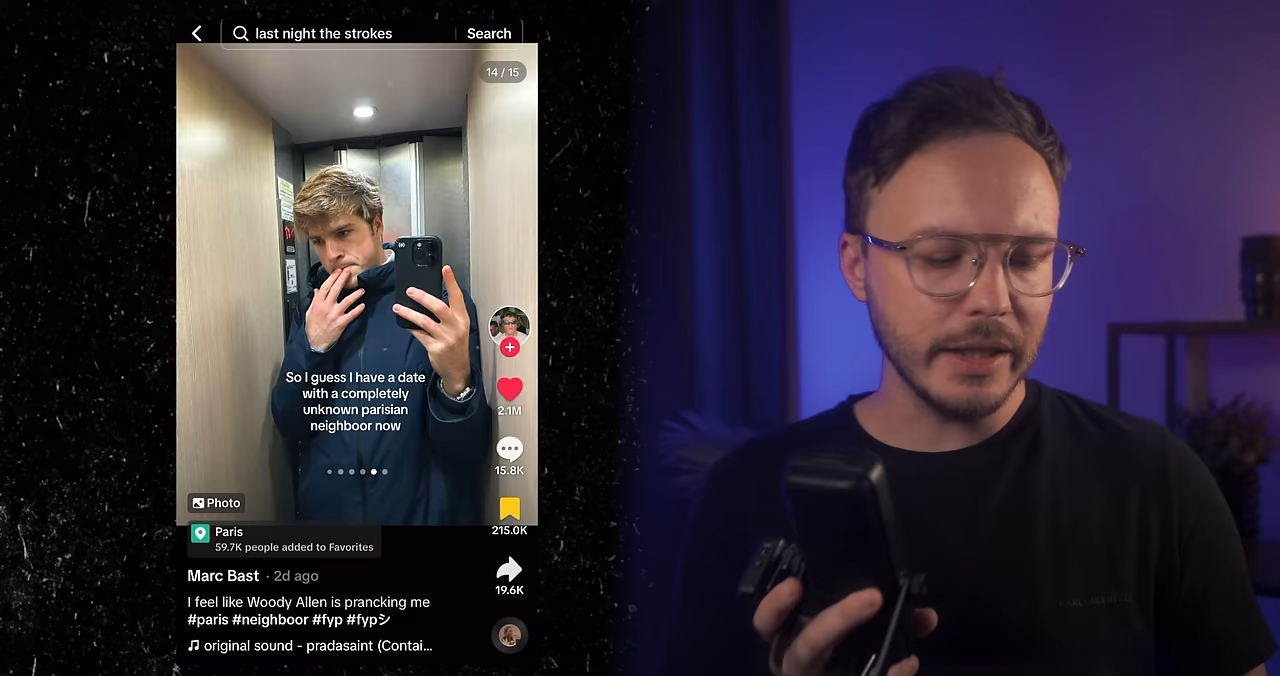 last night the strokes
Search
14 / 15
So I guess I have a date
with a completely
unknown parisian
neighboor now
2.1M
15.8K
Photo
215.0K
Paris
59.7K people added to Favorites
Marc Bast · 2d ago
19.6K
I feel like Woody Allen is prancking me
#paris #neighboor #fyp #fypシ
original sound - pradasaint (Contai...